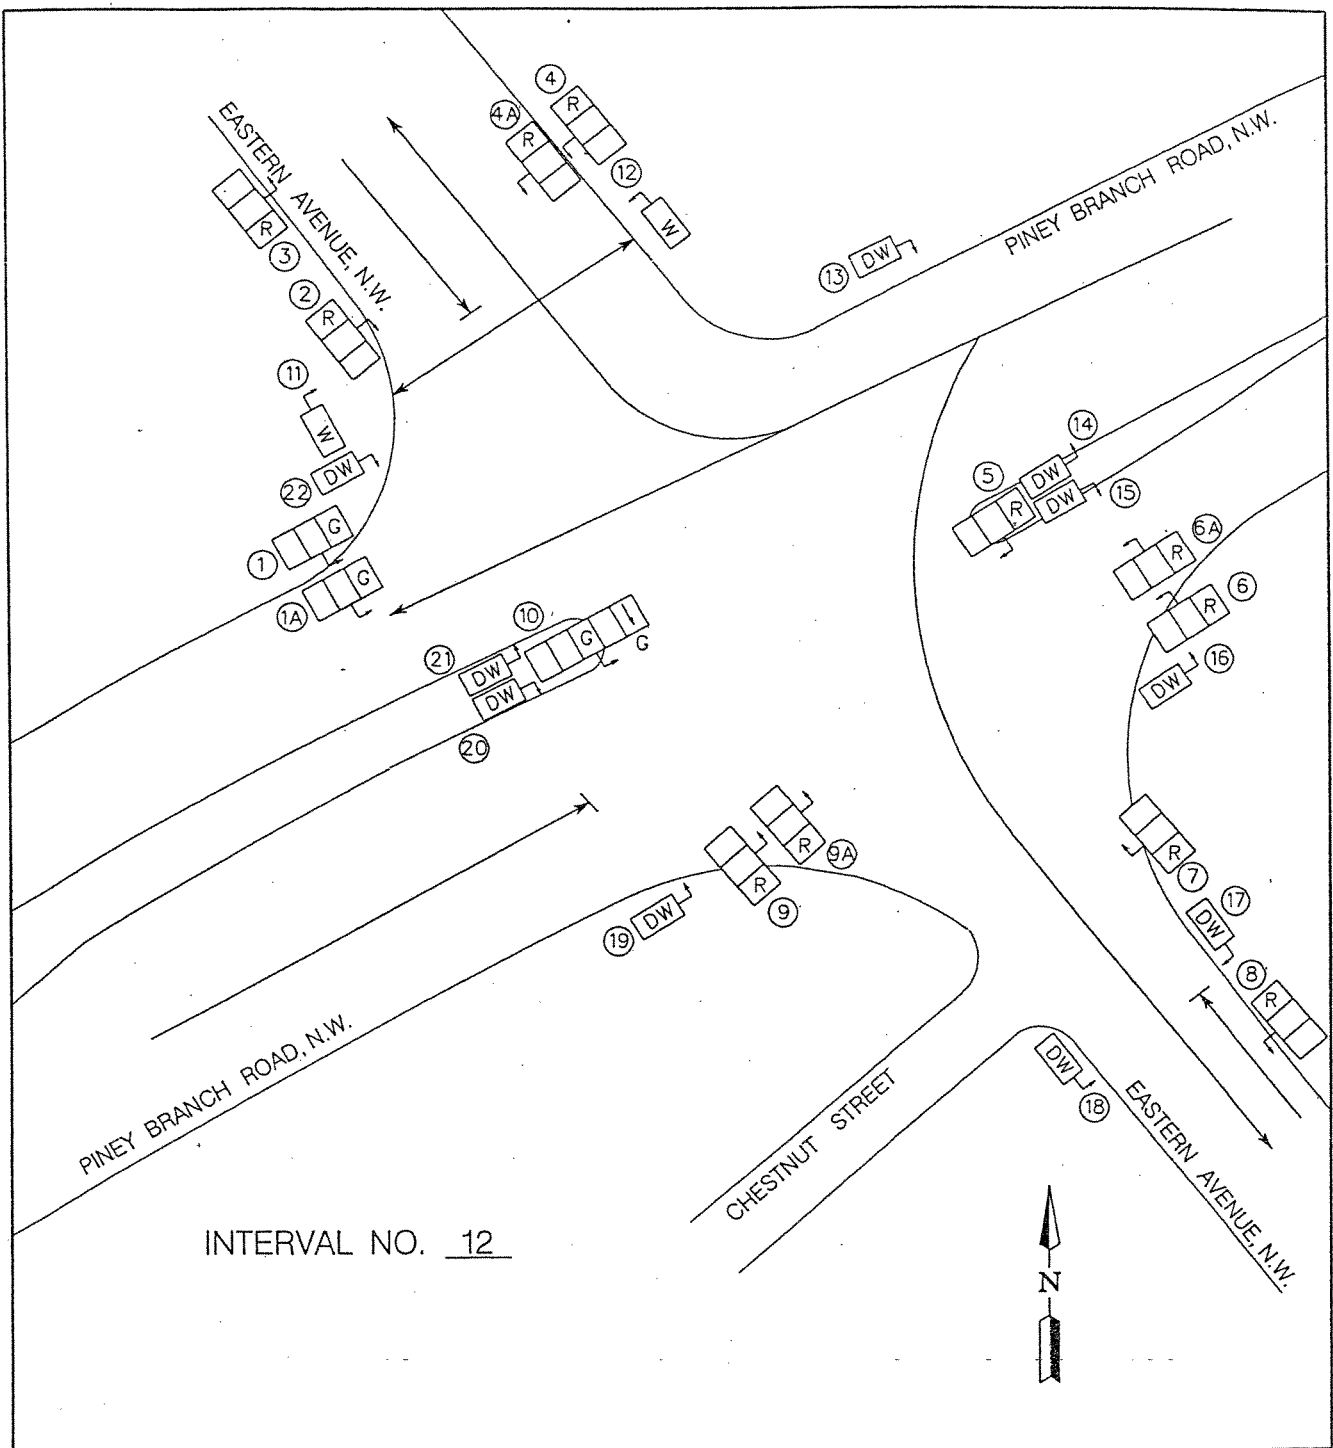 4
R
4A
R
12
W
EASTERN AVENUE, N.W.
R
3
2
R
PINEY BRANCH ROAD, N.W.
13
DW
11
W
22
DW
1
G
1A
G
14
DW
5
R
DW
15
6A
R
6
R
16
DW
10
G
G
21
DW
DW
20
R
9A
R
9
19
DW
R
7
17
DW
8
R
DW
18
PINEY BRANCH ROAD, N.W.
CHESTNUT STREET
EASTERN AVENUE, N.W.
INTERVAL NO. 12
N